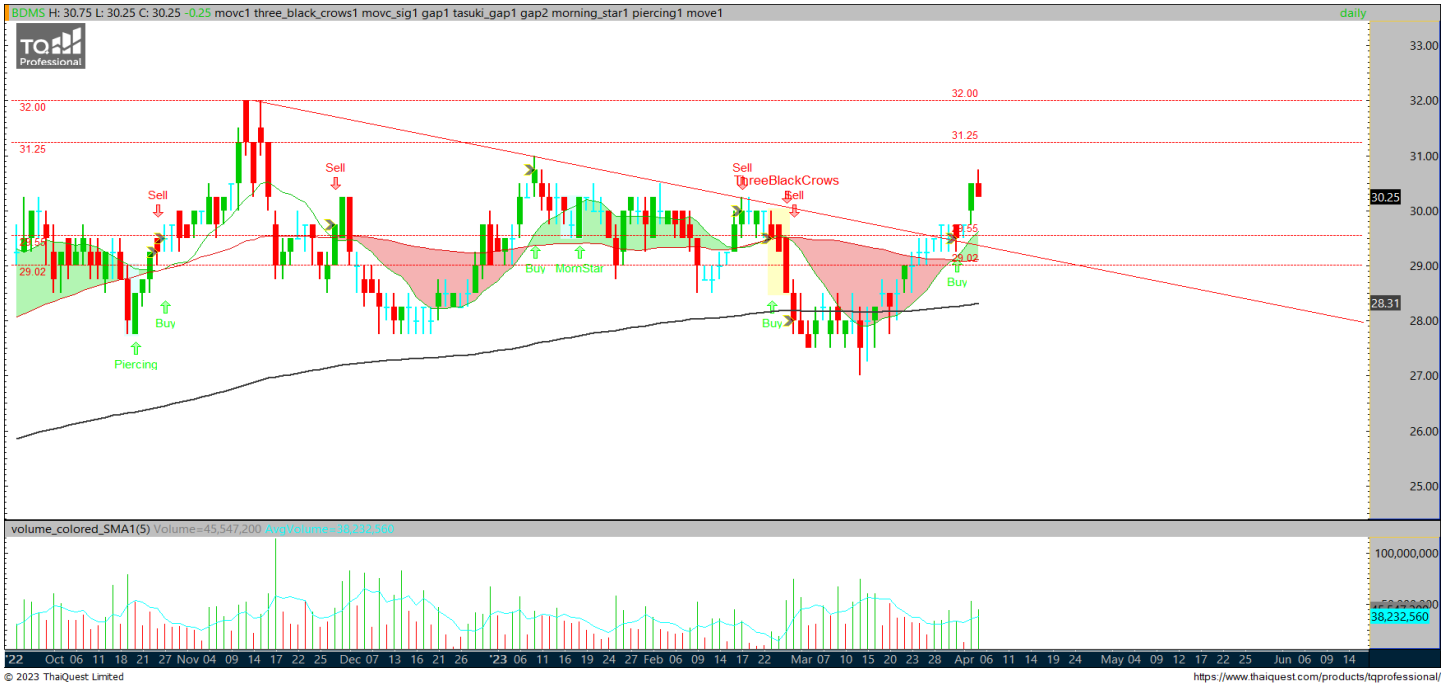 BDMS H: 30.75 L: 30.25 C: 30.25 -0.25 movc1 three_black_crows1 movc_sig1 gap1 tasuki_gap1 gap2 morning_star1 piercing1 move1 daily
TQ
Professional
33.00
32.00
32.00
32.00
31.25
31.25
31.00
Sell
Sell
Sell
ThreeBlackCrows
Sell
30.25
30.00
29.55
29.55
29.02
29.02
29.00
Buy
MornStar
Buy
28.31
Buy
Buy
28.00
Piercing
27.00
26.00
25.00
volume_colored_SMA1(5) Volume=45,547,200 AvgVolume=38,232,560
100,000,000
38,232,560
'22 Oct 06 11 18 21 27 Nov 04 09 14 17 22 25 Dec 07 13 16 21 26 '23 06 11 16 19 24 27 Feb 06 09 14 17 22 Mar 07 10 15 20 23 28 Apr 06 11 14 19 24 May 04 09 12 17 22 25 Jun 06 09 14
© 2023 ThaiQuest Limited
https://www.thaiquest.com/products/tqprofessional/